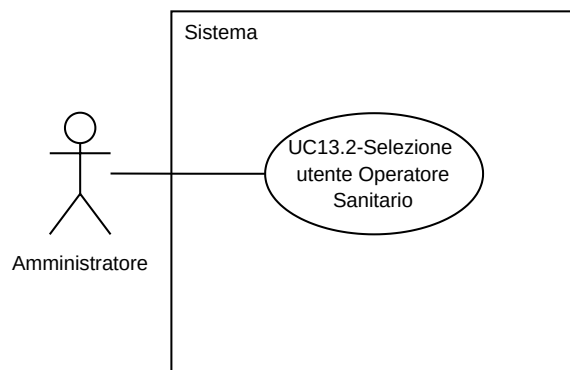 Sistema
UC13.2-Selezione
utente Operatore
Sanitario
Amministratore